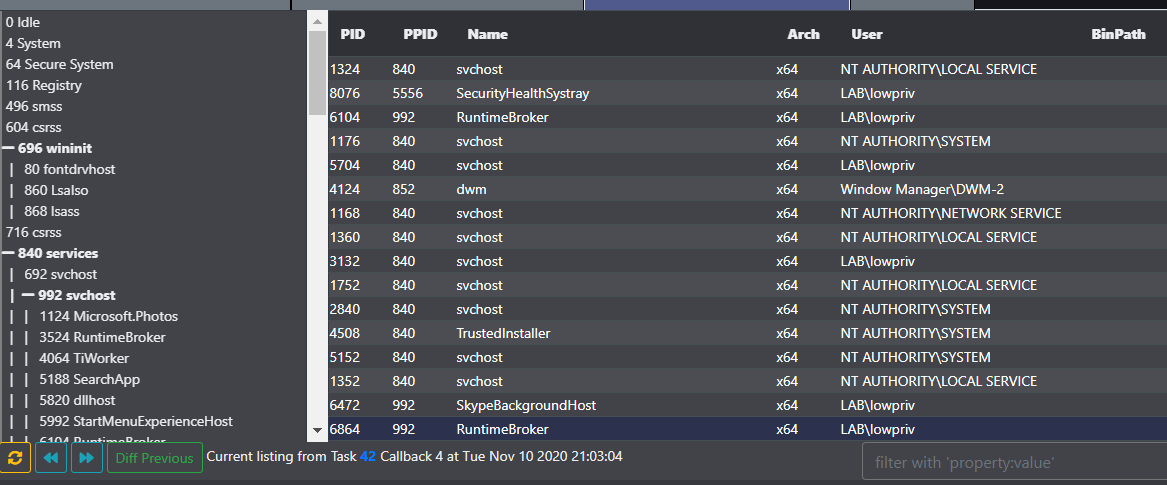 0 Idle
4 System
64 Secure System
116 Registry
496 smss
604 csrss
696 wininit
80 fontdrvhost
860 LsaIso
868 lsass
716 csrss
840 services
692 svchost
992 svchost
1124 Microsoft.Photos
3524 RuntimeBroker
4064 TiWorker
5188 SearchApp
5820 dllhost
5992 StartMenuExperienceHost
6104 RuntimeBroker
PID PPID Name Arch User BinPath
1324 840 svchost x64 NT AUTHORITY\LOCAL SERVICE
8076 5556 SecurityHealthSystray x64 LAB\lowpriv
6104 992 RuntimeBroker x64 LAB\lowpriv
1176 840 svchost x64 NT AUTHORITY\SYSTEM
5704 840 svchost x64 LAB\lowpriv
4124 852 dwm x64 Window Manager\DWM-2
1168 840 svchost x64 NT AUTHORITY\NETWORK SERVICE
1360 840 svchost x64 NT AUTHORITY\LOCAL SERVICE
3132 840 svchost x64 LAB\lowpriv
1752 840 svchost x64 NT AUTHORITY\LOCAL SERVICE
2840 840 svchost x64 NT AUTHORITY\SYSTEM
4508 840 TrustedInstaller x64 NT AUTHORITY\SYSTEM
5152 840 svchost x64 NT AUTHORITY\SYSTEM
1352 840 svchost x64 NT AUTHORITY\LOCAL SERVICE
6472 992 SkypeBackgroundHost x64 LAB\lowpriv
6864 992 RuntimeBroker x64 LAB\lowpriv
Diff Previous Current listing from Task 42 Callback 4 at Tue Nov 10 2020 21:03:04 filter with 'property:value'